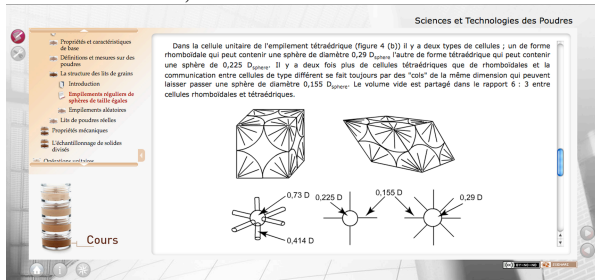 Sciences et Technologies des Poudres
Propriétés et caractéristiques
de base
Définitions et mesures sur des
poudres
La structure des lits de grains
Introduction
Empilements réguliers de
sphères de taille égales
Empilements aléatoires
Lits de poudres réelles
Propriétés mécaniques
L'échantillonnage de solides
divisés
Opérations unitaires
Cours
Dans la cellule unitaire de l'empilement tétraédrique (figure 4 (b)) il y a deux types de cellules ; un de forme
rhomboïdale qui peut contenir une sphère de diamètre 0,29 Dsphere l'autre de forme tétraédrique qui peut contenir
une sphère de 0,225 Dsphere. Il y a deux fois plus de cellules tétraédriques que de rhomboïdales et la
communication entre cellules de type différent se fait toujours par des "cols" de la même dimension qui peuvent
laisser passer une sphère de diamètre 0,155 Dsphere. Le volume vide est partagé dans le rapport 6 : 3 entre
cellules rhomboïdales et tétraédriques.
0,73 D
0,414 D
0,225 D
0,155 D
0,29 D